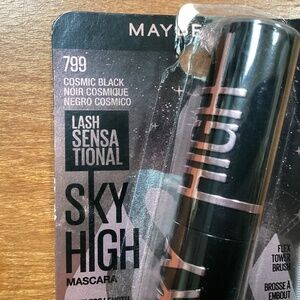 MAYBE
799
COSMIC BLACK
NOIR COSMIQUE
NEGRO COSMICO
LASH
SENSA
TIONAL
SKY
HIGH
MASCARA
HIGH
FLEX
TOWER
BRUSH
BROSSE À
EMBOUT